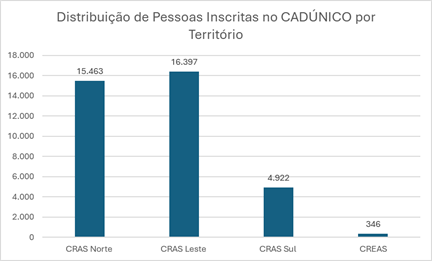 Distribuição de Pessoas Inscritas no CADÚNICO por
Território
18.000
16.000
14.000
12.000
10.000
8.000
6.000
4.000
2.000
0
15.463
16.397
4.922
346
CRAS Norte
CRAS Leste
CRAS Sul
CREAS